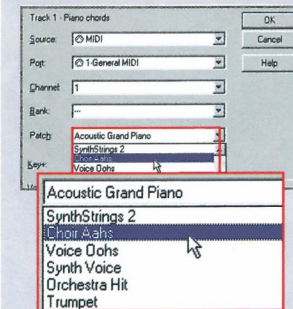 Track 1 - Piano chords
Source: MIDI
OK
Cancel
Port: 1-General MIDI
Help
Channel: 1
Bank: --
Patch: Acoustic Grand Piano
SynthStrings 2
Choir Aahs
Key+
Voice Oohs
Acoustic Grand Piano
SynthStrings 2
Choir Aahs
Voice Oohs
Synth Voice
Orchestra Hit
Trumpet